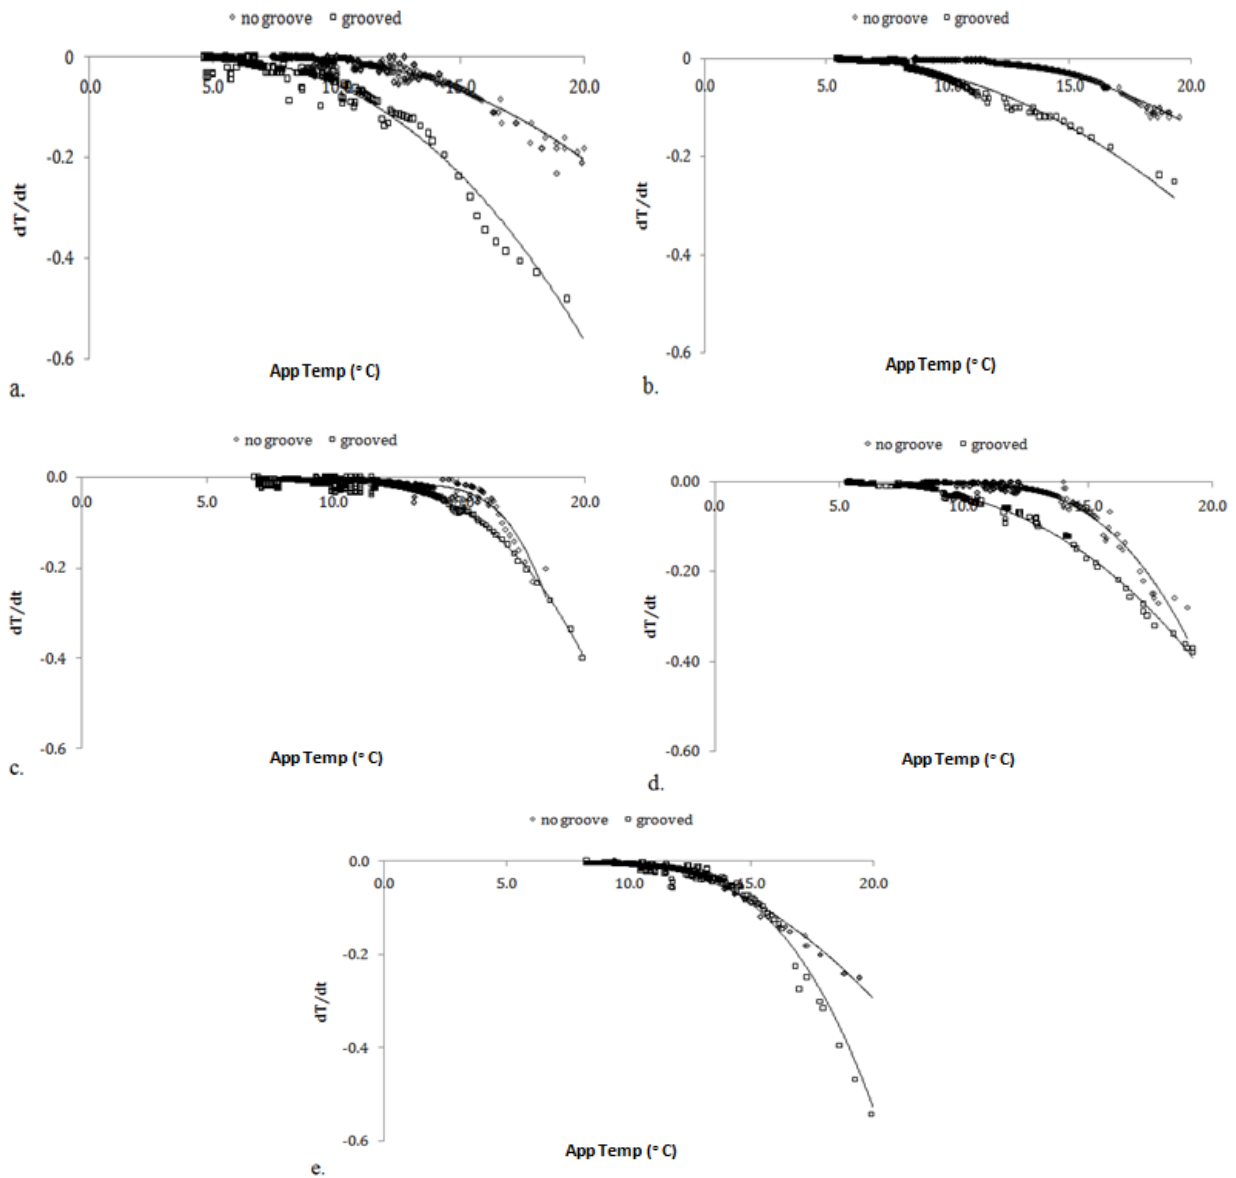 no groove grooved
0
0.0 5.0 10.0 15.0 20.0
-0.2
dT/dt
-0.4
-0.6
App Temp (° C)
a.
no groove grooved
0
0.0 5.0 10.0 15.0 20.0
-0.2
dT/dt
-0.4
-0.6
App Temp (° C)
b.
no groove grooved
0.0
0.0 5.0 10.0 15.0 20.0
-0.2
dT/dt
-0.4
-0.6
App Temp (° C)
c.
no groove grooved
0.00
0.0 5.0 10.0 15.0 20.0
-0.20
dT/dt
-0.40
-0.60
App Temp (° C)
d.
no groove grooved
0.0
0.0 5.0 10.0 15.0 20.0
-0.2
dT/dt
-0.4
-0.6
App Temp (° C)
e.